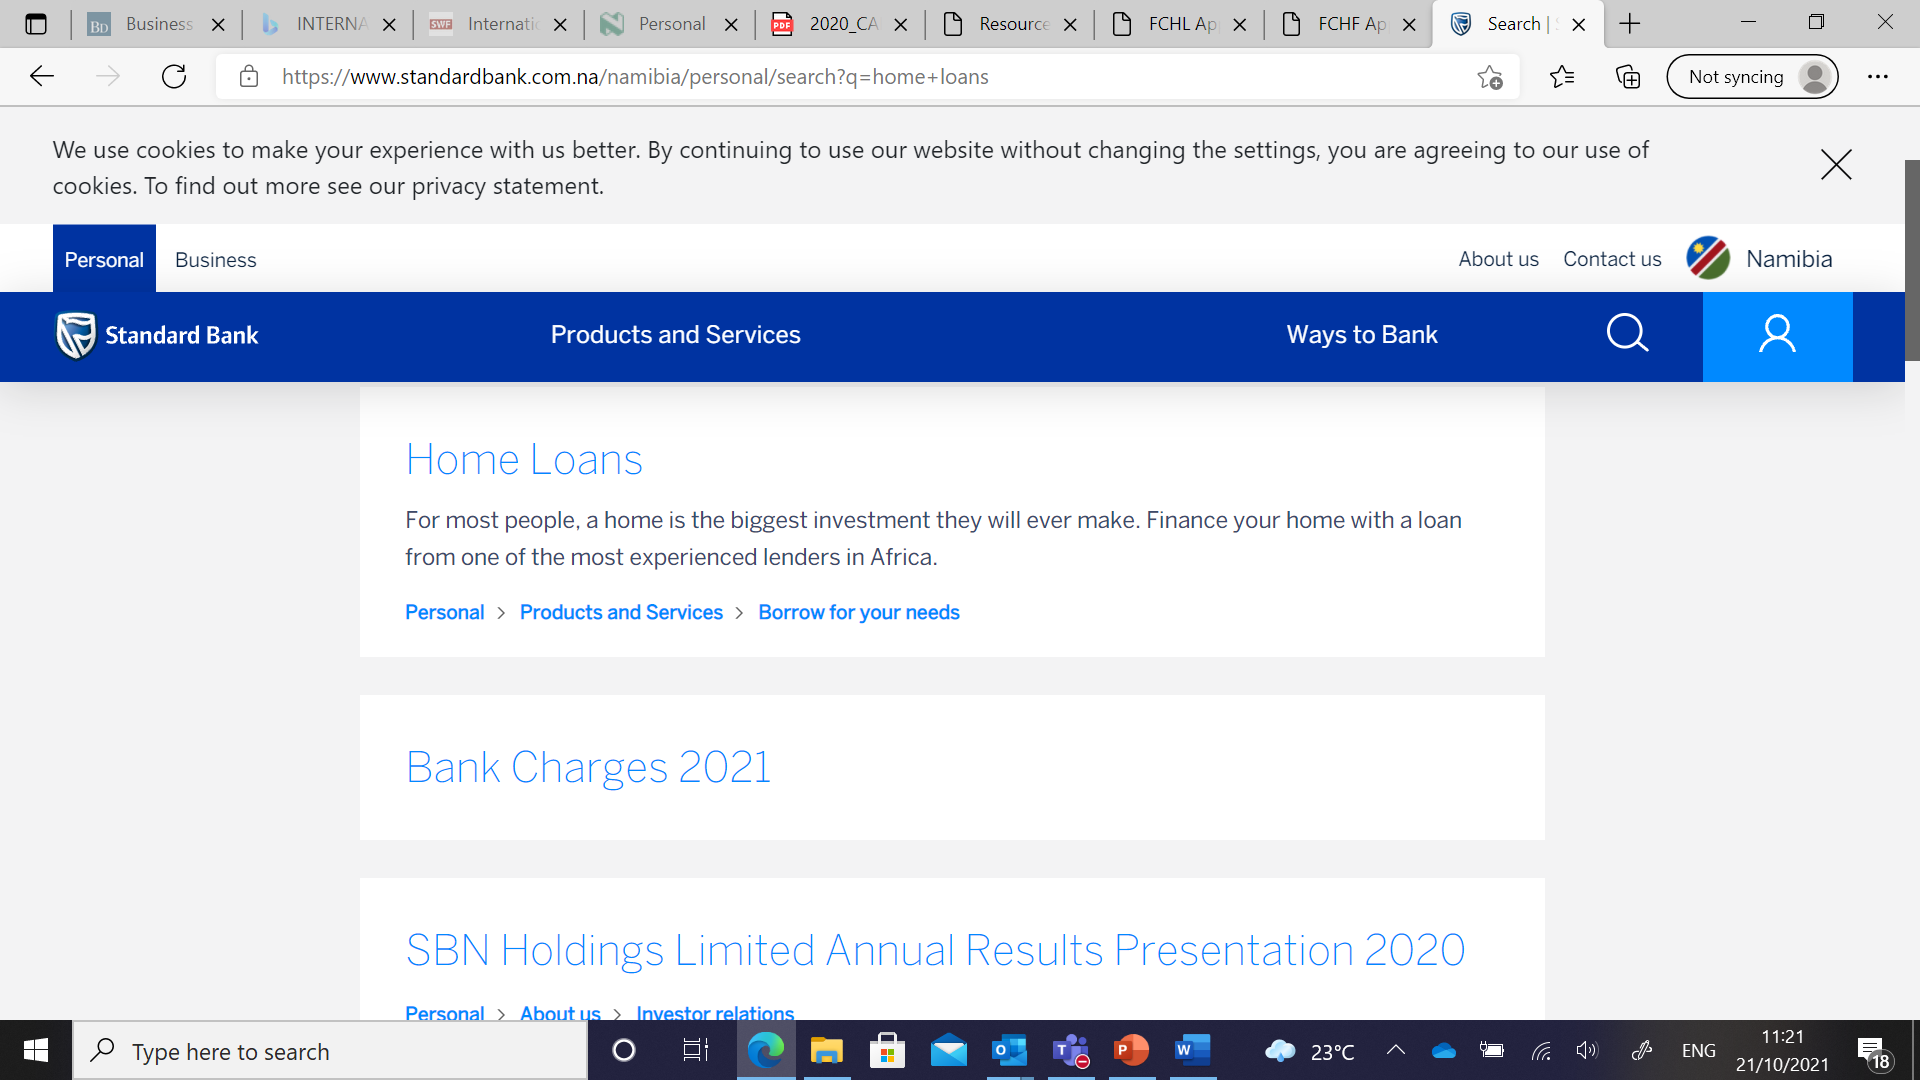 BD Business
INTERNA
SWF Internatic
Personal
PDF 2020_CA
Resource
FCHL Ap
FCHF Ap
Search |
https://www.standardbank.com.na/namibia/personal/search?q=home+loans
Not syncing
We use cookies to make your experience with us better. By continuing to use our website without changing the settings, you are agreeing to our use of
cookies. To find out more see our privacy statement.
Personal Business About us Contact us Namibia
Standard Bank Products and Services Ways to Bank
Home Loans
For most people, a home is the biggest investment they will ever make. Finance your home with a loan
from one of the most experienced lenders in Africa.
Personal > Products and Services > Borrow for your needs
Bank Charges 2021
SBN Holdings Limited Annual Results Presentation 2020
Personal > About us > Investor relations
Type here to search
23°C
ENG
11:21
21/10/2021
18